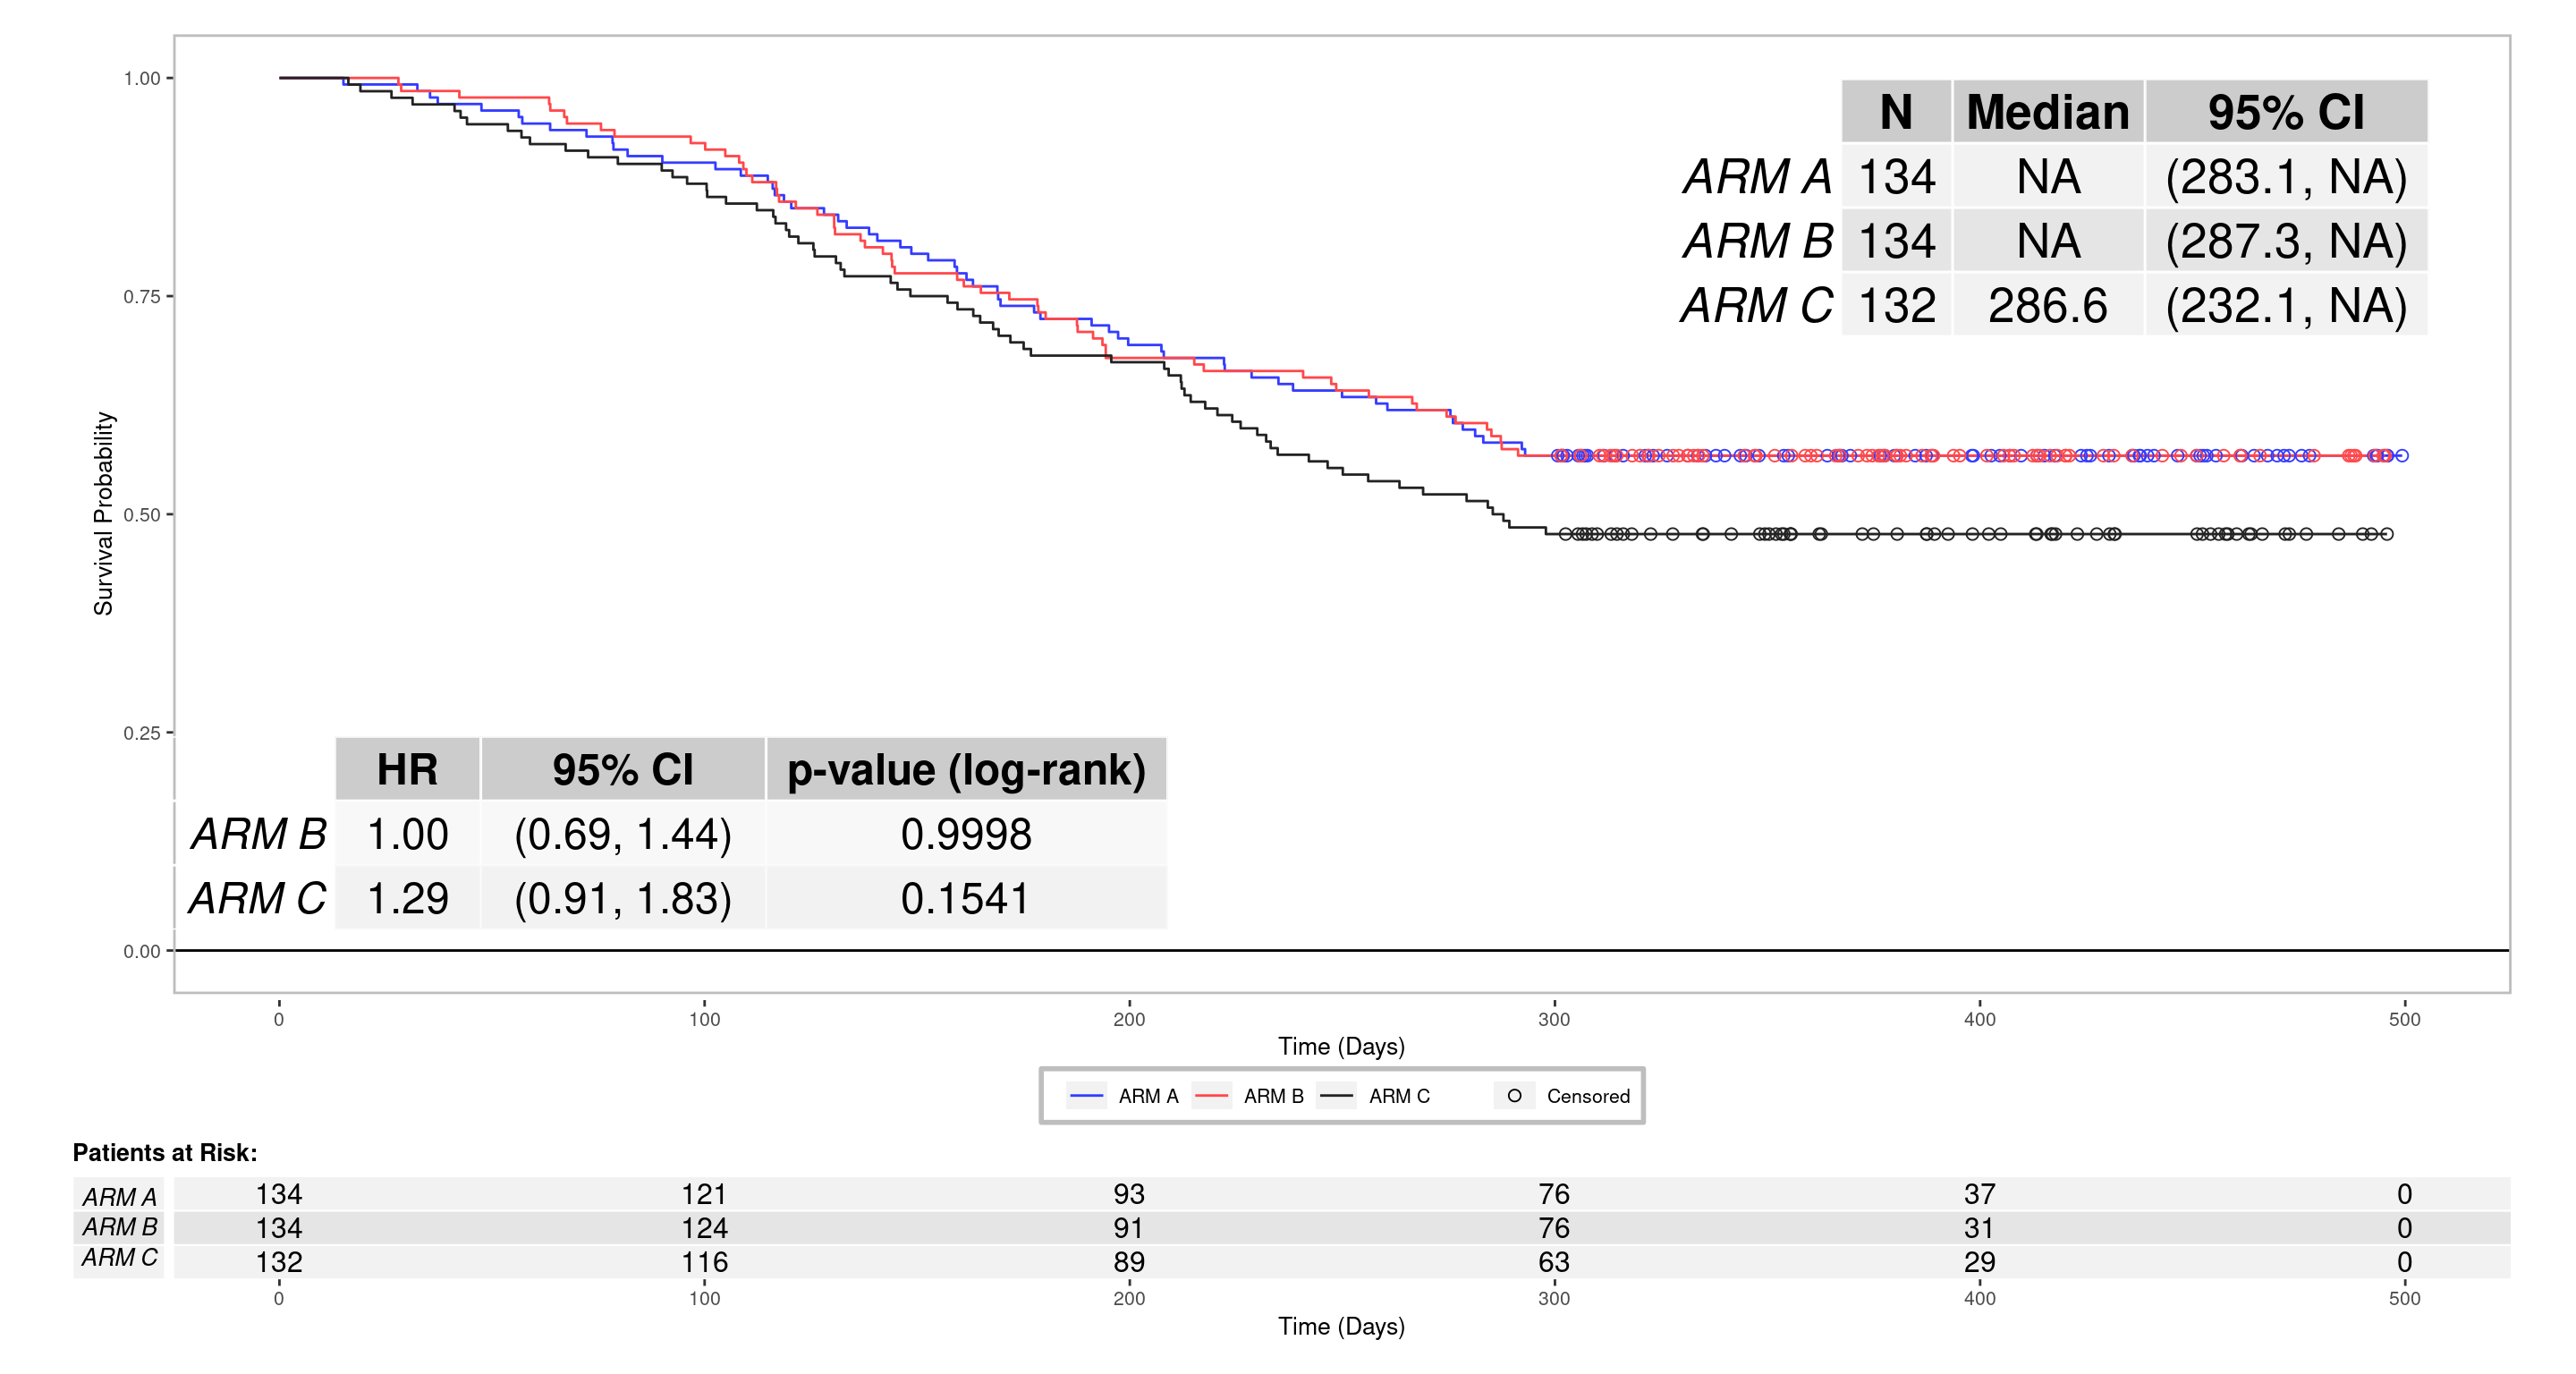 1.00
0.75
0.50
0.25
0.00
Survival Probability
N Median 95% CI
ARM A 134 NA (283.1, NA)
ARM B 134 NA (287.3, NA)
ARM C 132 286.6 (232.1, NA)
HR 95% CI p-value (log-rank)
ARM B 1.00 (0.69, 1.44) 0.9998
ARM C 1.29 (0.91, 1.83) 0.1541
0 100 200 300 400 500
Time (Days)
ARM A ARM B ARM C Censored
Patients at Risk:
ARM A 134 121 93 76 37 0
ARM B 134 124 91 76 31 0
ARM C 132 116 89 63 29 0
0 100 200 300 400 500
Time (Days)